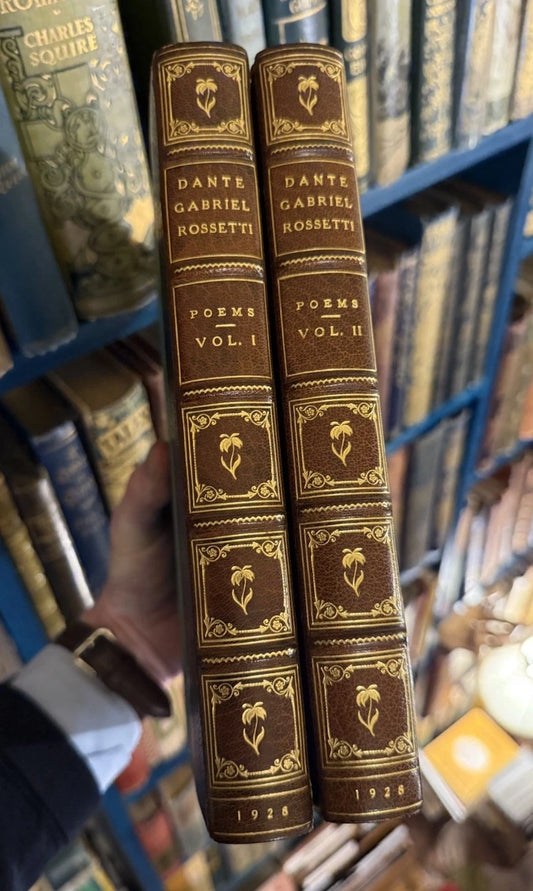 CHARLES
SQUIRE
DANTE
GABRIEL
ROSSETTI
POEMS
VOL. I
1928
DANTE
GABRIEL
ROSSETTI
POEMS
VOL. II
1928